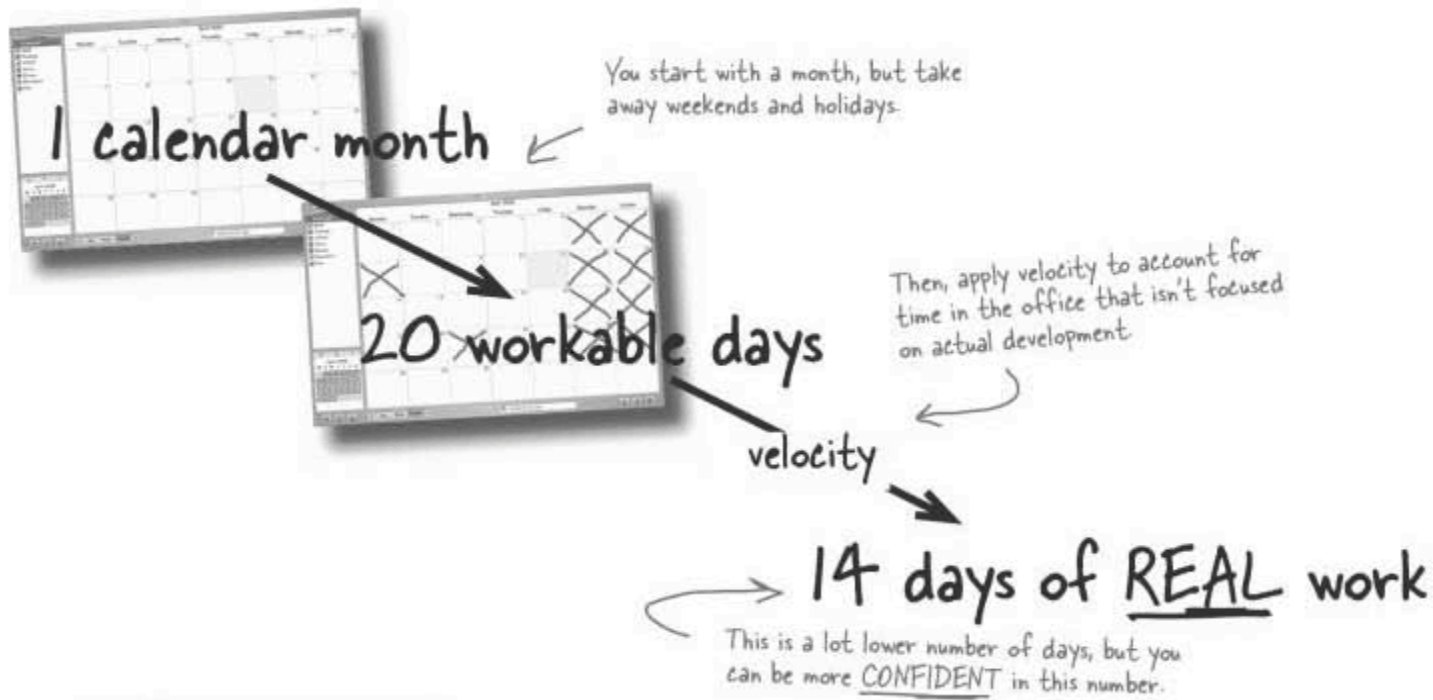 You start with a month, but take
away weekends and holidays.
1 calendar month
20 workable days
Then, apply velocity to account for
time in the office that isn't focused
on actual development
velocity
14 days of REAL work
This is a lot lower number of days, but you
can be more CONFIDENT in this number.